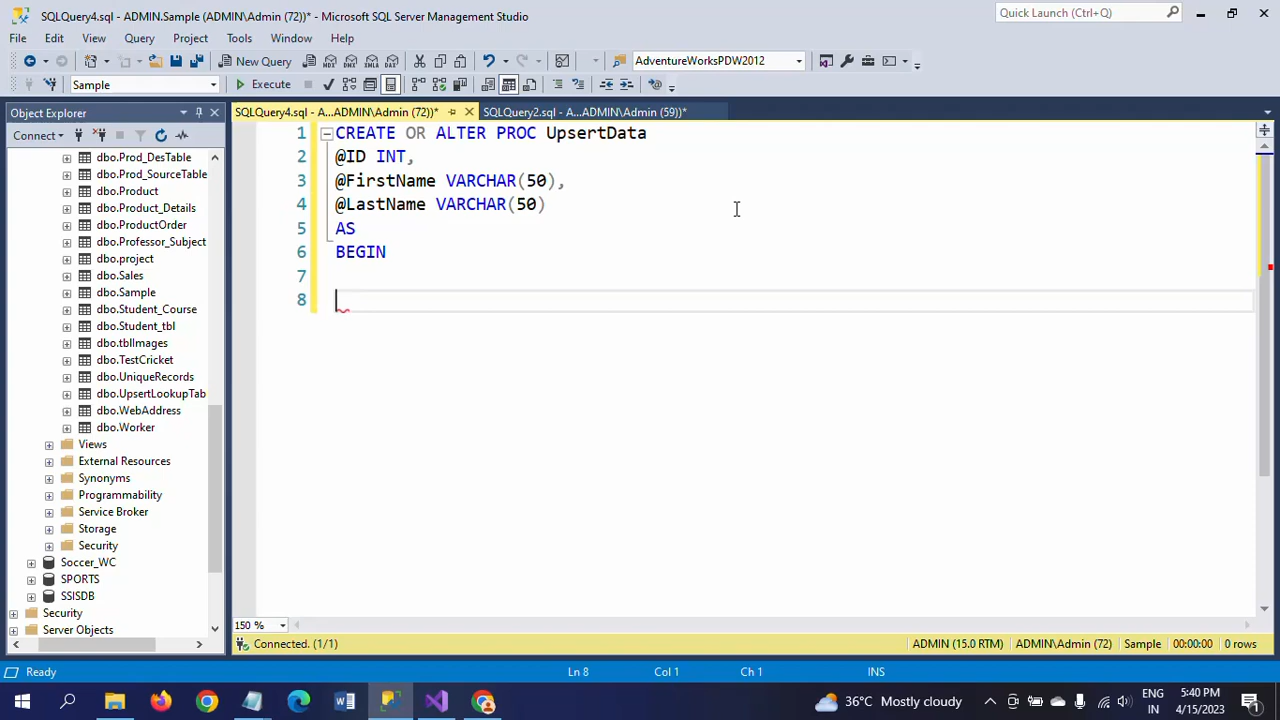 SQLQuery4.sql - ADMIN.Sample (ADMIN\Admin (72))* - Microsoft SQL Server Management Studio
Quick Launch (Ctrl+Q)
File Edit View Query Project Tools Window Help
New Query
AdventureWorksPDW2012
Sample
Execute
Object Explorer
SQLQuery4.sql - A...ADMIN\Admin (72))*
SQLQuery2.sql - A...ADMIN\Admin (59))*
Connect
dbo.Prod_DesTable
dbo.Prod_SourceTable
dbo.Product
dbo.Product_Details
dbo.ProductOrder
dbo.Professor_Subject
dbo.project
dbo.Sales
dbo.Sample
dbo.Student_Course
dbo.Student_tbl
dbo.tblImages
dbo.TestCricket
dbo.UniqueRecords
dbo.UpsertLookupTab
dbo.WebAddress
dbo.Worker
Views
External Resources
Synonyms
Programmability
Service Broker
Storage
Security
Soccer_WC
SPORTS
SSISDB
Security
Server Objects
1 CREATE OR ALTER PROC UpsertData
2 @ID INT,
3 @FirstName VARCHAR(50),
4 @LastName VARCHAR(50)
5 AS
6 BEGIN
7
8
150 %
Connected. (1/1)
ADMIN (15.0 RTM) ADMIN\Admin (72) Sample 00:00:00 0 rows
Ready
Ln 8
Col 1
Ch 1
INS
36°C Mostly cloudy
ENG
IN
5:40 PM
4/15/2023
1